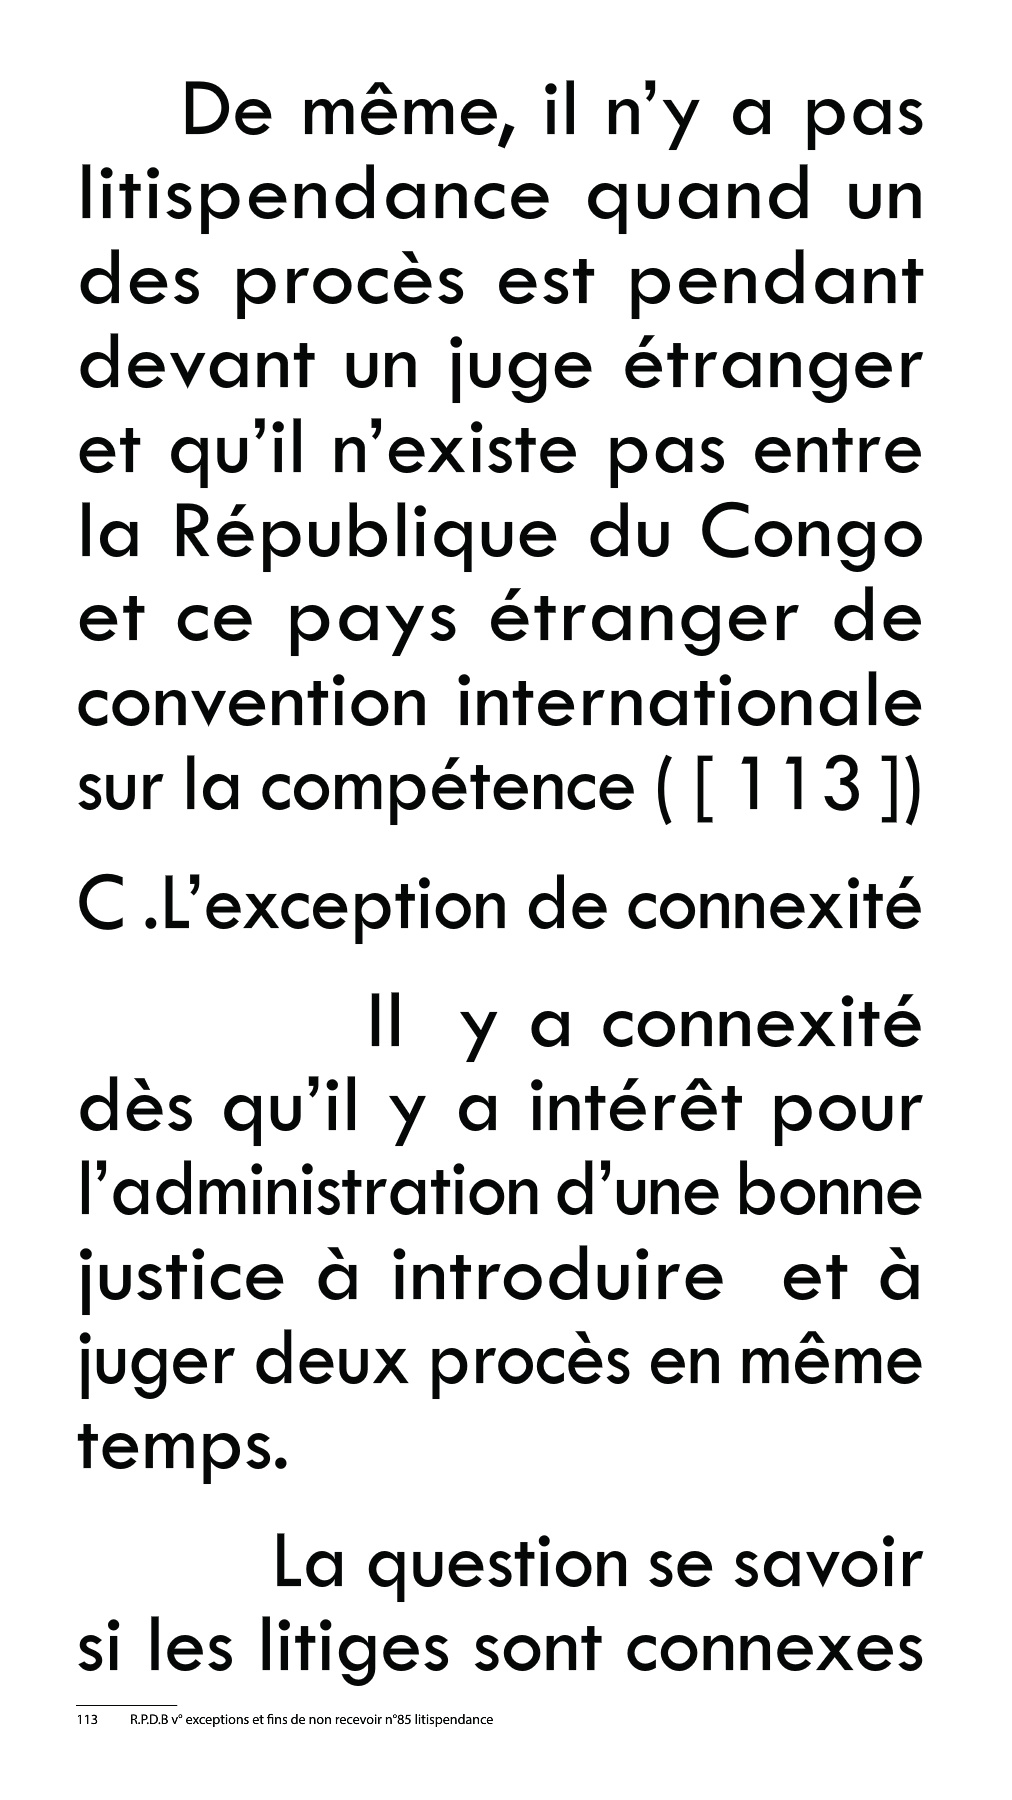 De même, il n’y a pas
litispendance quand un
des procès est pendant
devant un juge étranger
et qu’il n’existe pas entre
la République du Congo
et ce pays étranger de
convention internationale
sur la compétence ( [ 113 ])
C .L’exception de connexité
Il y a connexité
dès qu’il y a intérêt pour
l’administration d’une bonne
justice à introduire et à
juger deux procès en même
temps.
La question se savoir
si les litiges sont connexes
113 R.P.D.B v° exceptions et fins de non recevoir n°85 litispendance